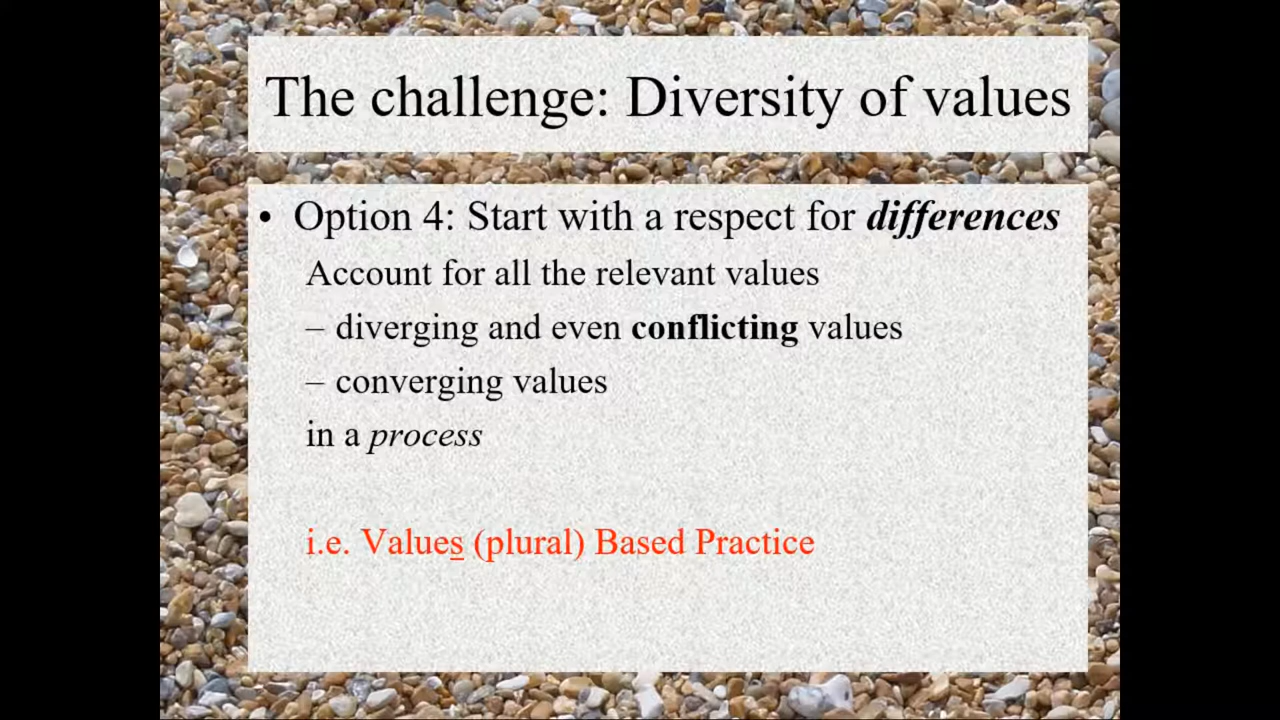 The challenge: Diversity of values
• Option 4: Start with a respect for differences
Account for all the relevant values
– diverging and even conflicting values
– converging values
in a process
i.e. Values (plural) Based Practice